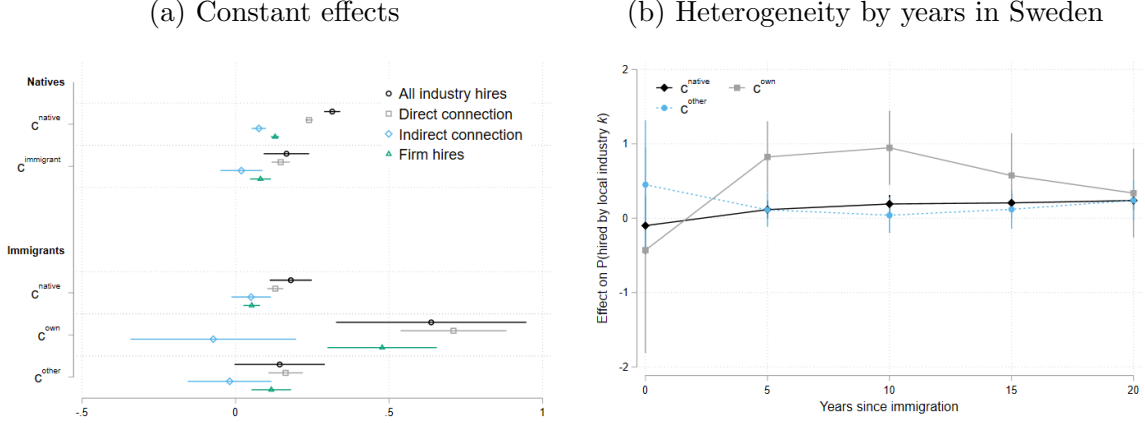 (a) Constant effects
Natives
C^native
C^immigrant
Immigrants
C^native
C^own
C^other
All industry hires
Direct connection
Indirect connection
Firm hires
-.5 0 .5 1
(b) Heterogeneity by years in Sweden
C^native C^own
C^other
Effect on P(hired by local industry k)
2
1
0
-1
-2
0 5 10 15 20
Years since immigration